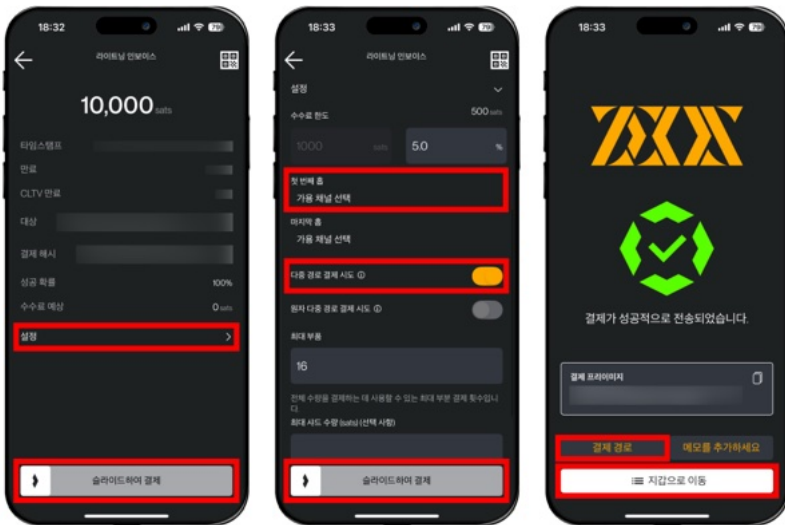 18:32
79
라이트닝 인보이스
10,000 sats
타임스탬프
만료
CLTV 만료
대상
결제 해시
성공 확률 100%
수수료 예상 0 sats
설정
슬라이드하여 결제
18:33
79
라이트닝 인보이스
설정
수수료 한도 500 sats
1000 sats 5.0 %
첫 번째 홉
가용 채널 선택
마지막 홉
가용 채널 선택
다중 경로 결제 시도
원자 다중 경로 결제 시도
최대 부품
16
전체 수량을 결제하는 데 사용할 수 있는 최대 부분 결제 횟수입니
다.
최대 샤드 수량 (sats) (선택 사항)
슬라이드하여 결제
18:33
79
결제가 성공적으로 전송되었습니다.
결제 프리이미지
결제 경로 메모를 추가하세요
지갑으로 이동